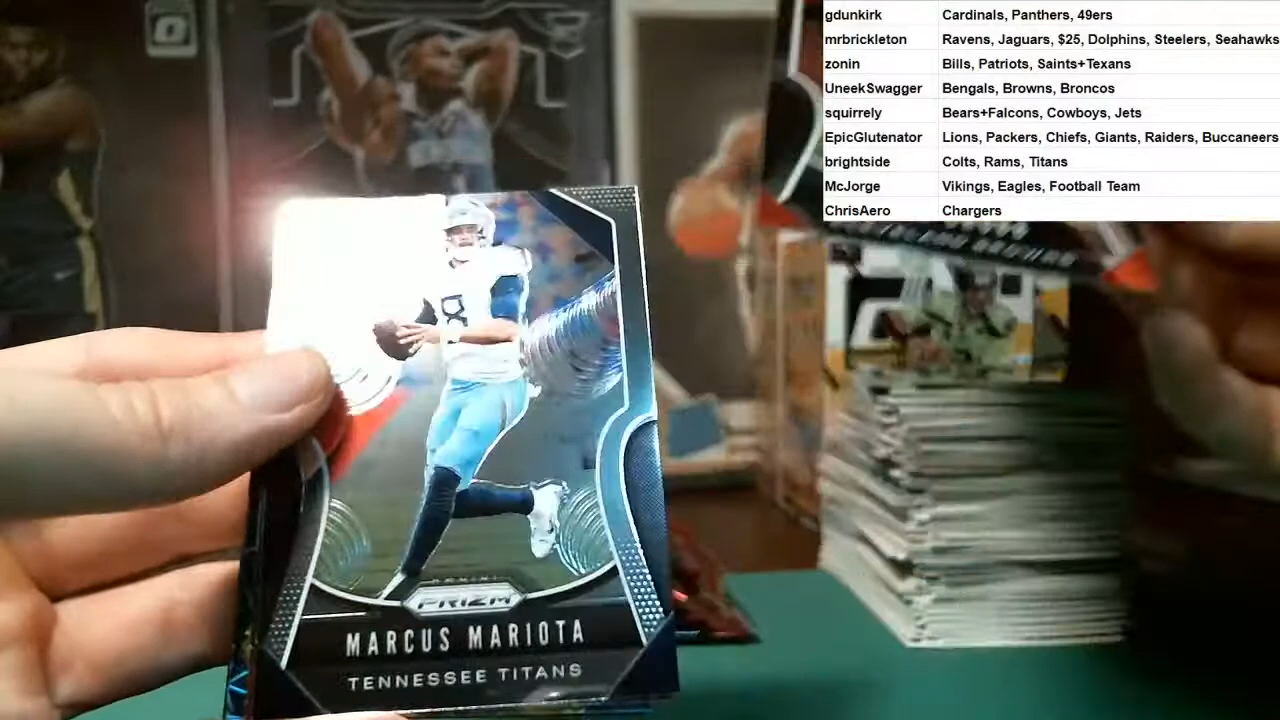 gdunkirk Cardinals, Panthers, 49ers
mrbrickleton Ravens, Jaguars, $25, Dolphins, Steelers, Seahawks
zonin Bills, Patriots, Saints+Texans
UneekSwagger Bengals, Browns, Broncos
squirrely Bears+Falcons, Cowboys, Jets
EpicGlutenator Lions, Packers, Chiefs, Giants, Raiders, Buccaneers
brightside Colts, Rams, Titans
McJorge Vikings, Eagles, Football Team
ChrisAero Chargers
8
PANINI
PRIZM
MARCUS MARIOTA
TENNESSEE TITANS